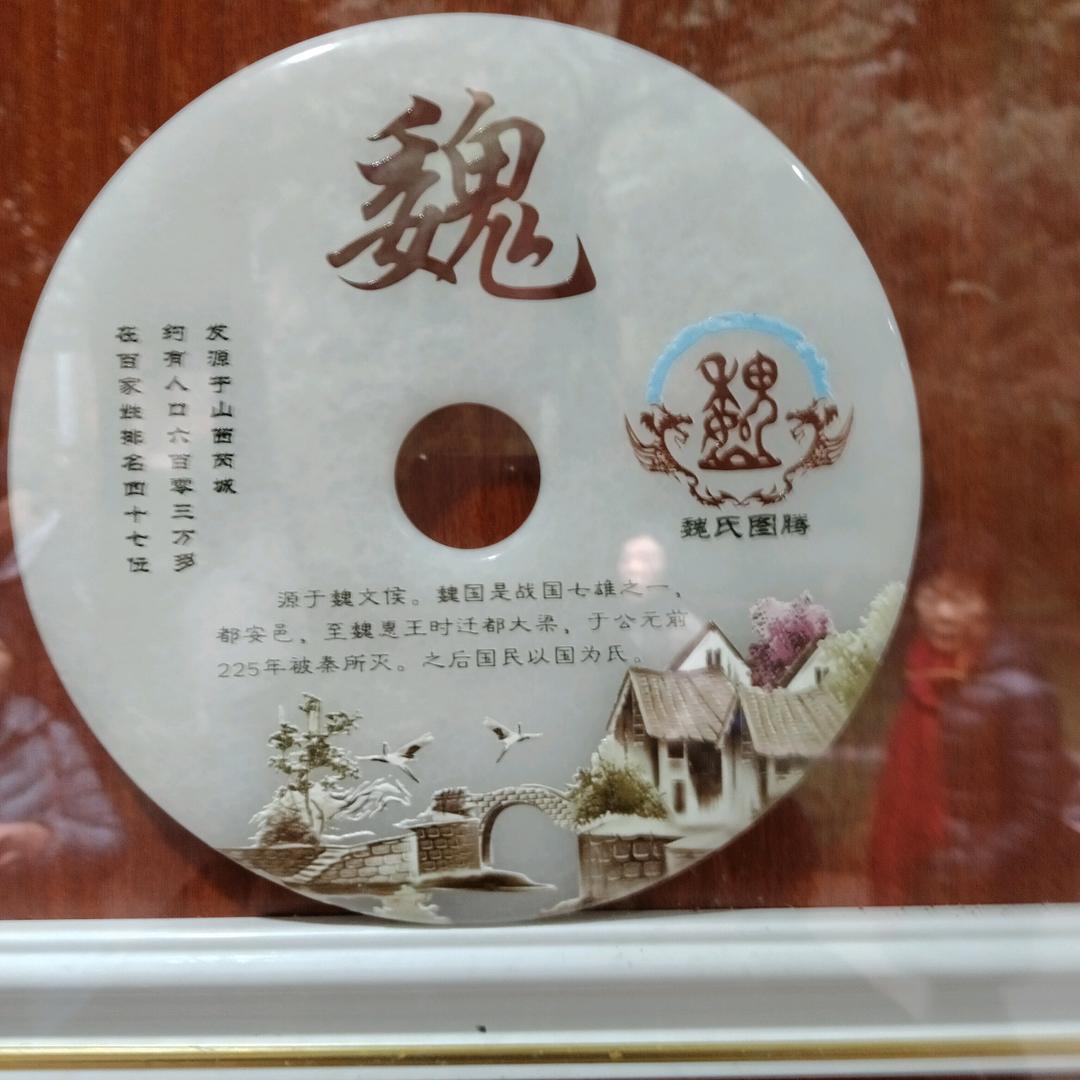 魏
发源于山西芮城
约有人口六百零三万多
在百家姓排名四十七位
魏
魏氏图腾
源于魏文侯。魏国是战国七雄之一，
都安邑，至魏惠王时迁都大梁，于公元前
225年被秦所灭。之后国民以国为氏。